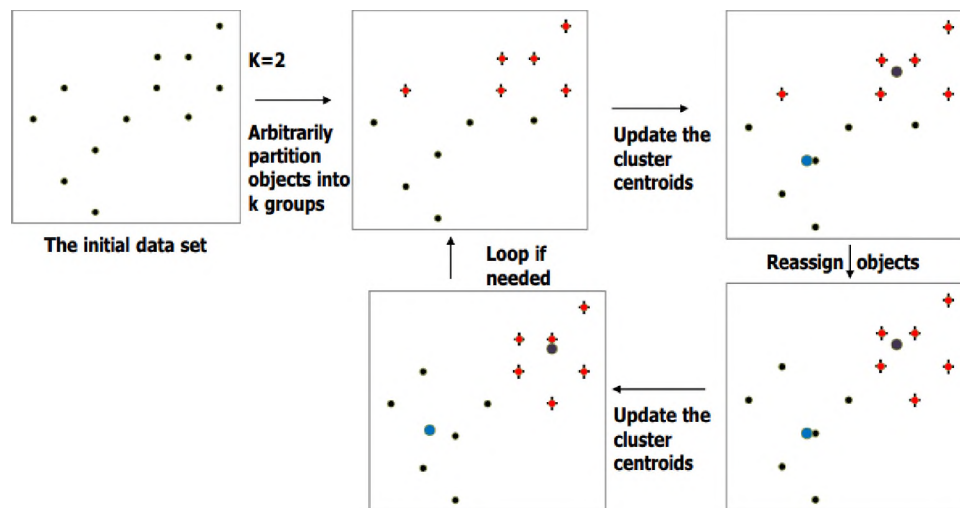 K=2
Arbitrarily
partition
objects into
k groups
The initial data set
Update the
cluster
centroids
Reassign objects
Loop if
needed
Update the
cluster
centroids